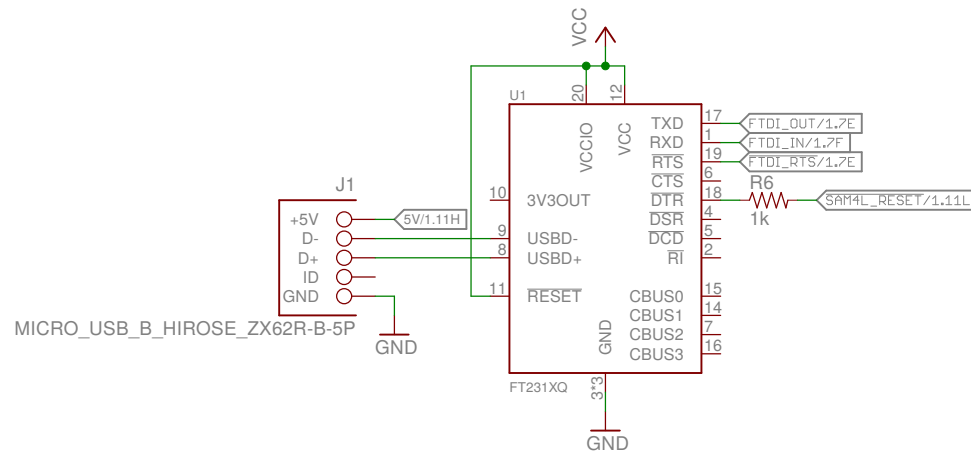 VCC
U1
20
12
VCCIO
VCC
TXD
17
FTDI_OUT/1.7E
RXD
1
FTDI_IN/1.7F
RTS
19
FTDI_RTS/1.7E
CTS
6
DTR
18
R6
1k
SAM4L_RESET/1.11L
DSR
4
DCD
5
RI
2
10
3V3OUT
J1
+5V
5V/1.11H
D-
9
USBD-
D+
8
USBD+
ID
GND
11
RESET
MICRO_USB_B_HIROSE_ZX62R-B-5P
GND
CBUS0
15
CBUS1
14
CBUS2
7
CBUS3
16
GND
FT231XQ
3*3
GND